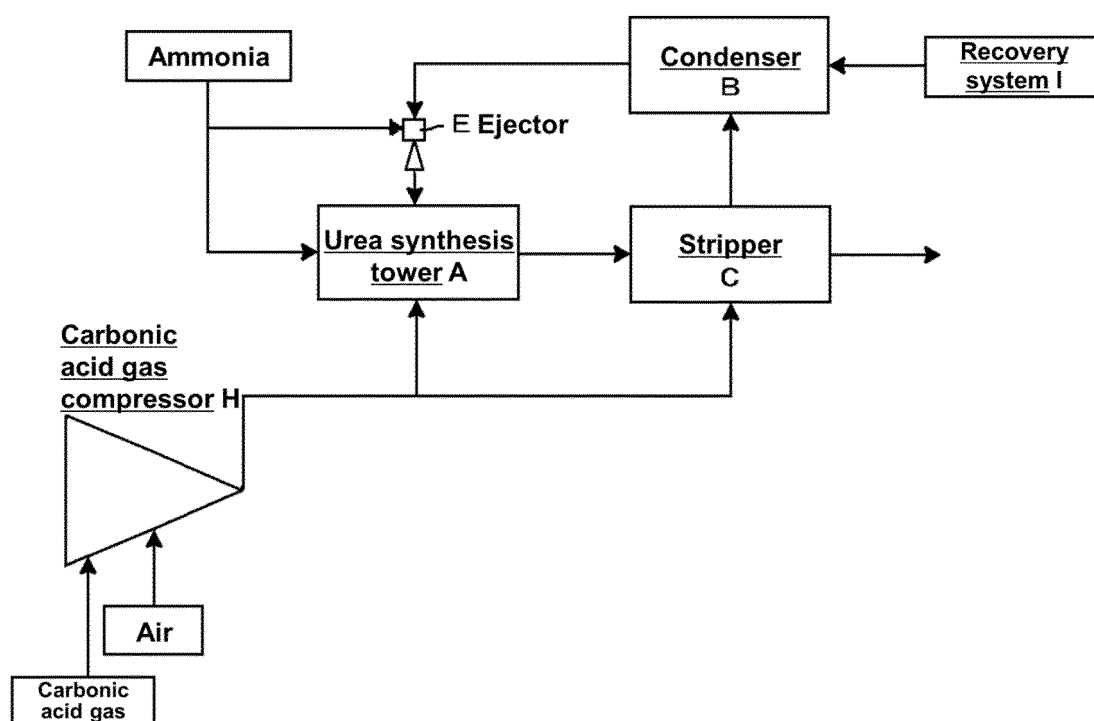 Ammonia
Condenser
B
Recovery
system I
E Ejector
Urea synthesis
tower A
Stripper
C
Carbonic
acid gas
compressor H
Air
Carbonic
acid gas